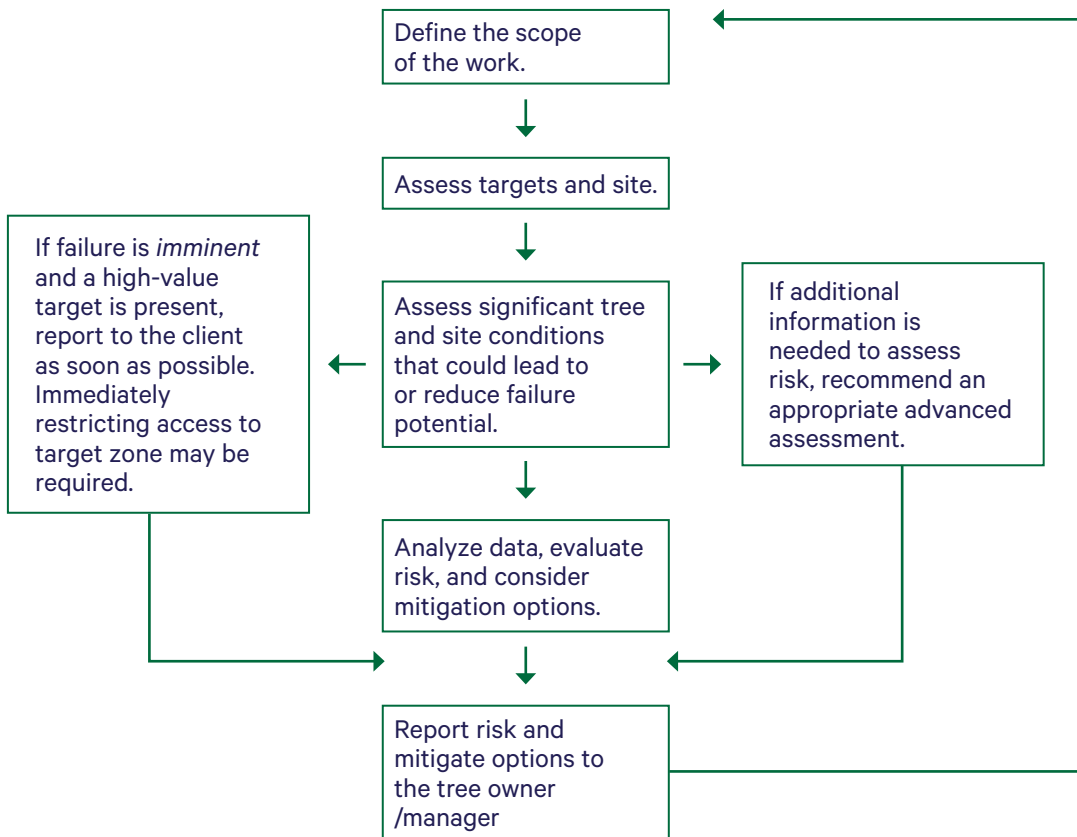 Define the scope
of the work.
Assess targets and site.
If failure is imminent
and a high-value
target is present,
report to the client
as soon as possible.
Immediately
restricting access to
target zone may be
required.
Assess significant tree
and site conditions
that could lead to
or reduce failure
potential.
If additional
information is
needed to assess
risk, recommend an
appropriate advanced
assessment.
Analyze data, evaluate
risk, and consider
mitigation options.
Report risk and
mitigate options to
the tree owner
/manager